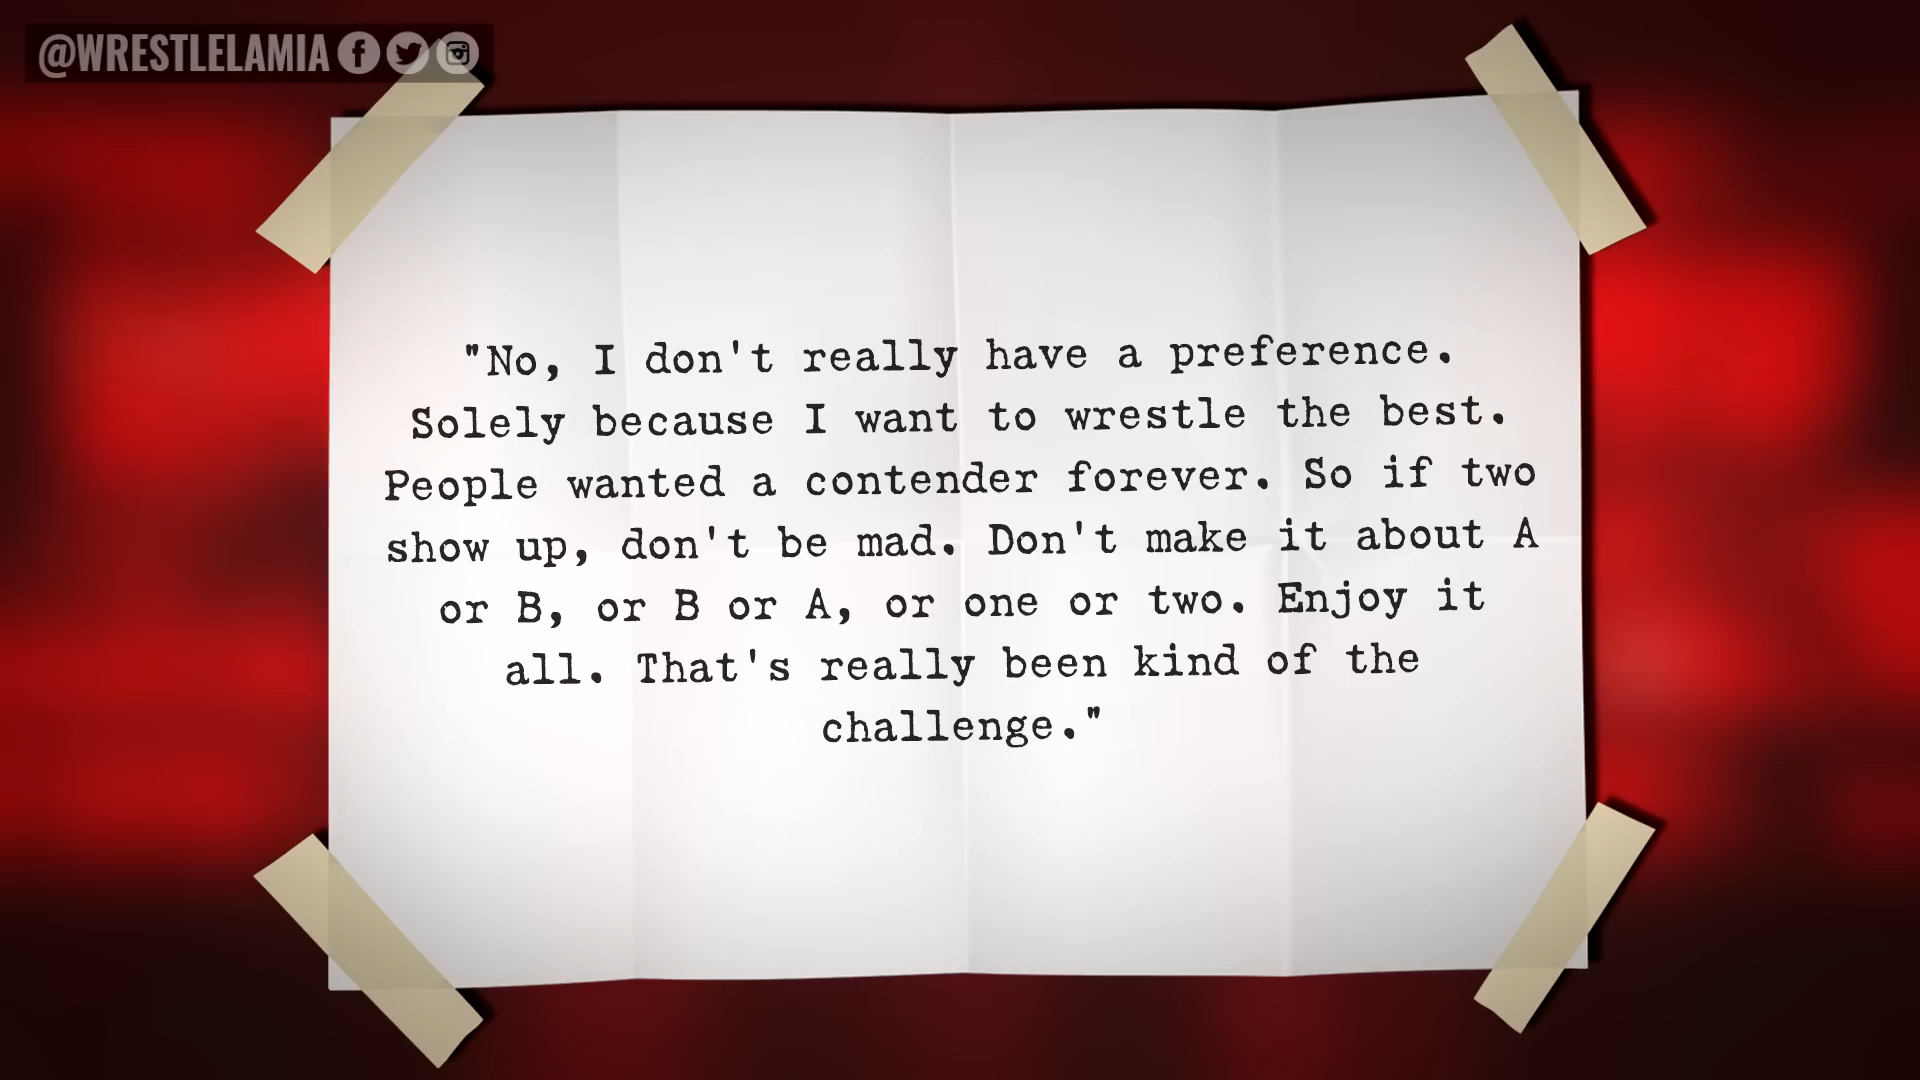 @WRESTLELAMIA
"No, I don't really have a preference.
Solely because I want to wrestle the best.
People wanted a contender forever. So if two
show up, don't be mad. Don't make it about A
or B, or B or A, or one or two. Enjoy it
all. That's really been kind of the
challenge."